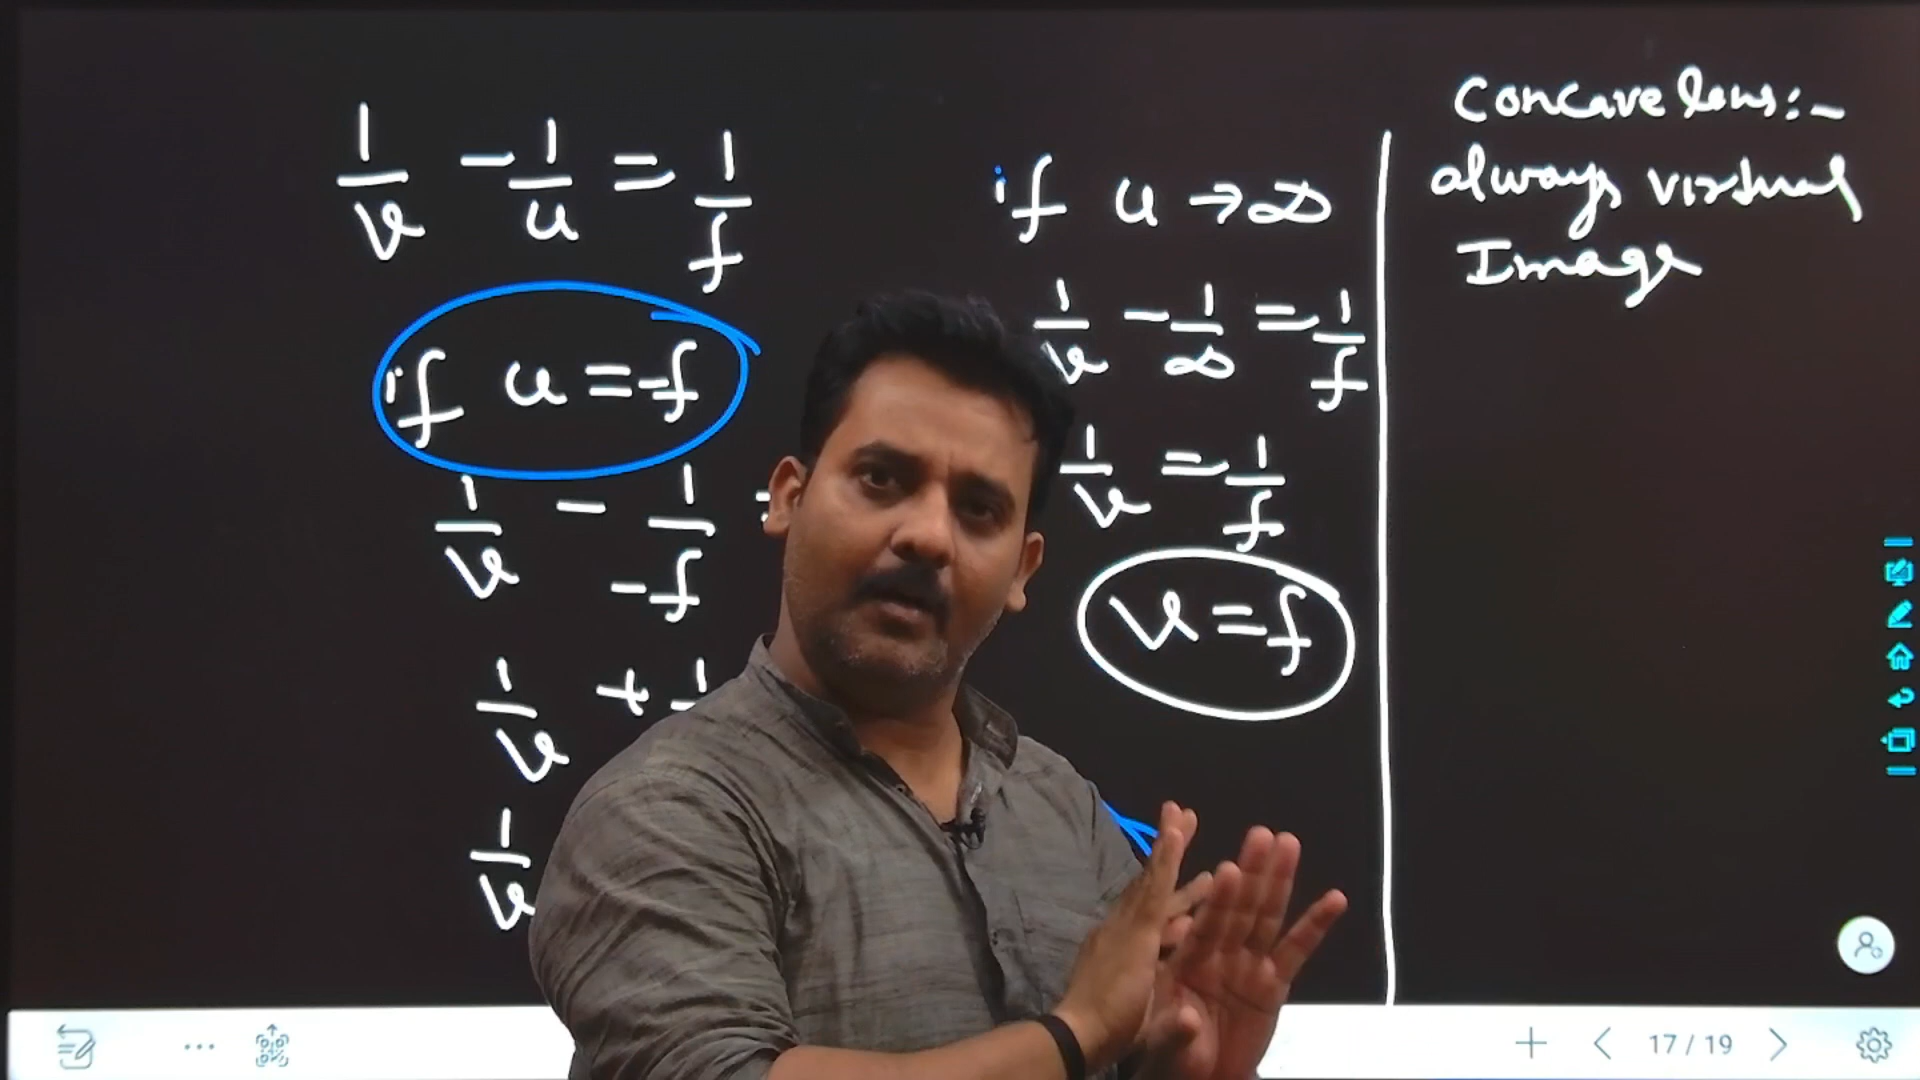 1/v - 1/u = 1/f
if u = -f
1/v - 1/-f =
1/v + 1
1/v
if u → ∞
1/v - 1/∞ = 1/f
1/v = 1/f
v = f
Concave lens:-
always virtual
Image
17 / 19